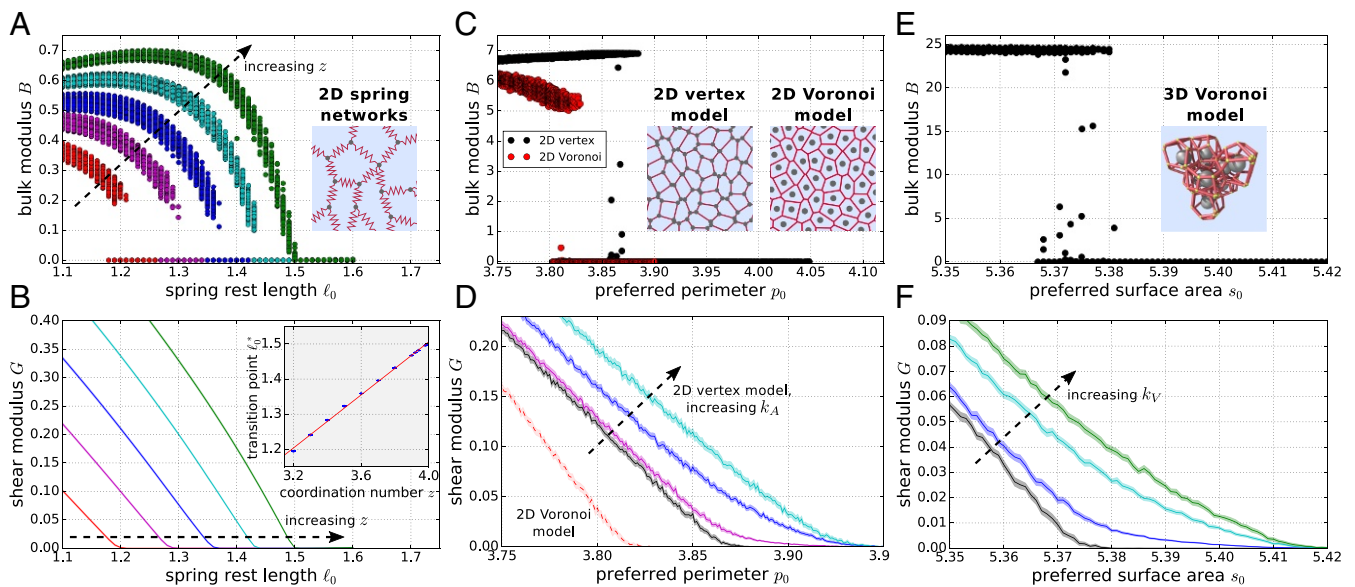 A
bulk modulus B
0.7
0.6
0.5
0.4
0.3
0.2
0.1
0.0
increasing z
2D spring
networks
1.1 1.2 1.3 1.4 1.5 1.6 1.7
spring rest length ℓ₀
C
bulk modulus B
7
6
5
4
3
2
1
0
2D vertex
model
2D Voronoi
model
2D vertex
2D Voronoi
3.75 3.80 3.85 3.90 3.95 4.00 4.05 4.10
preferred perimeter p₀
E
bulk modulus B
25
20
15
10
5
0
3D Voronoi
model
5.35 5.36 5.37 5.38 5.39 5.40 5.41 5.42
preferred surface area s₀
B
shear modulus G
0.40
0.35
0.30
0.25
0.20
0.15
0.10
0.05
0.00
transition point ℓ₀*
1.5
1.4
1.3
1.2
3.2 3.6 4.0
coordination number z
increasing z
1.1 1.2 1.3 1.4 1.5 1.6 1.7
spring rest length ℓ₀
D
shear modulus G
0.20
0.15
0.10
0.05
0.00
2D vertex model,
increasing k_A
2D Voronoi
model
3.75 3.80 3.85 3.90 3.9
preferred perimeter p₀
F
shear modulus G
0.09
0.08
0.07
0.06
0.05
0.04
0.03
0.02
0.01
0.00
increasing k_V
5.35 5.36 5.37 5.38 5.39 5.40 5.41 5.42
preferred surface area s₀